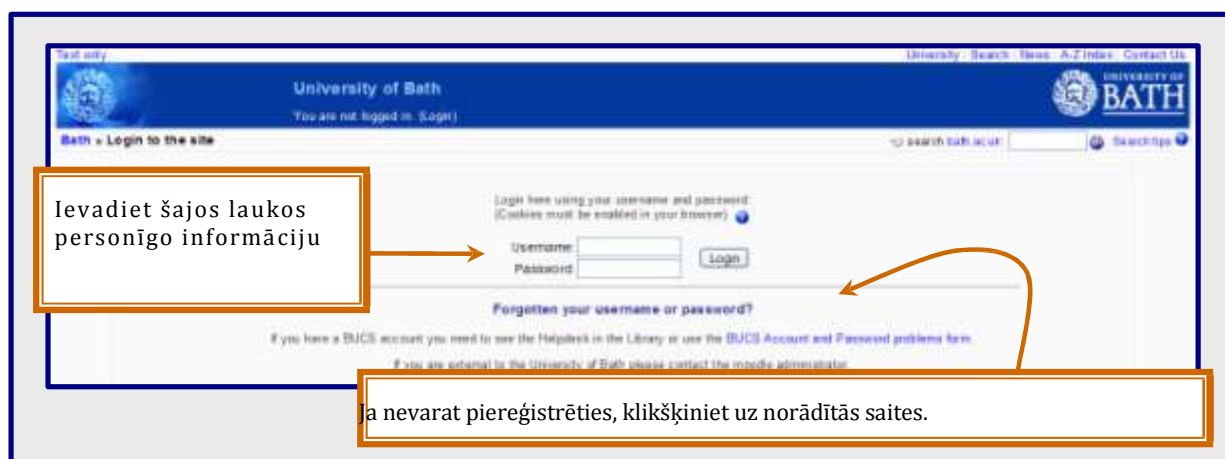 Text only
University Search News A-Z Index Contact Us
University of Bath
You are not logged in. (Login)
UNIVERSITY OF
BATH
Bath » Login to the site
search bath.ac.uk:
Search tips
Ievadiet šajos laukos
personīgo informāciju
Login here using your username and password:
(Cookies must be enabled in your browser)
Username:
Password:
Login
Forgotten your username or password?
If you have a BUCS account you need to see the Helpdesk in the Library or use the BUCS Account and Password problems form.
If you are external to the University of Bath please contact the moodle administrator.
Ja nevarat piereģistrēties, klikšķiniet uz norādītās saites.